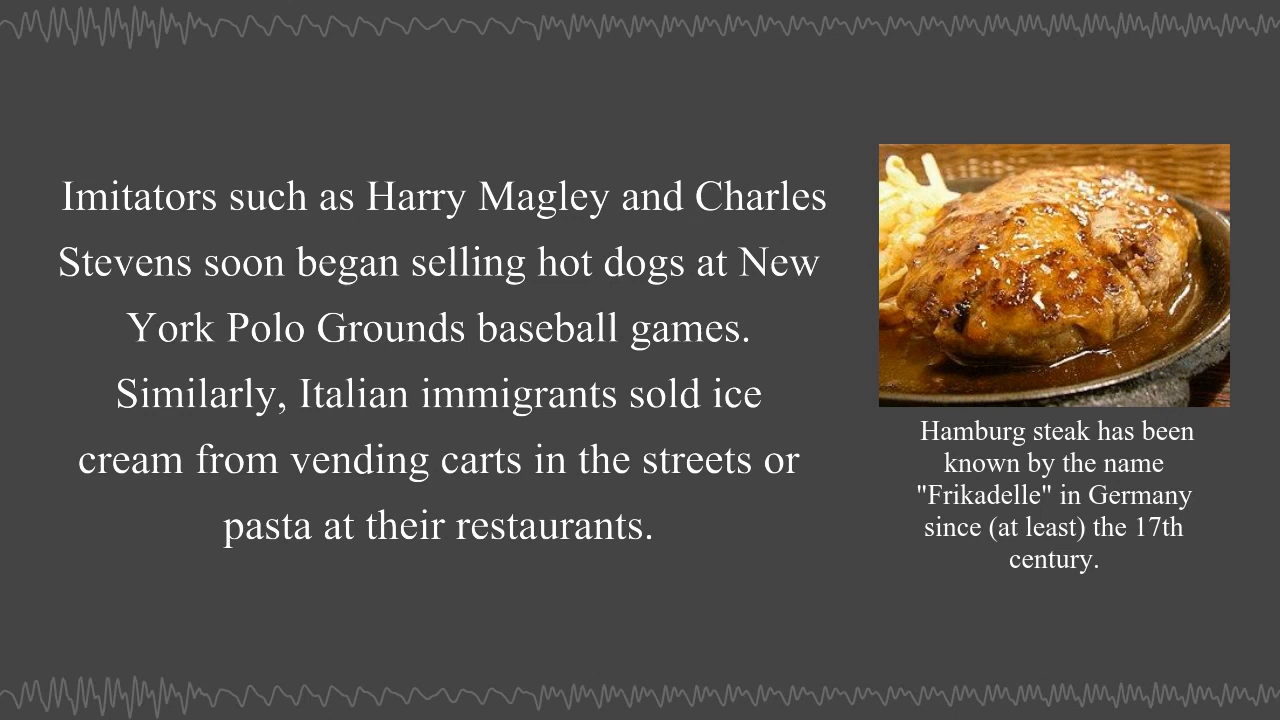 Imitators such as Harry Magley and Charles
Stevens soon began selling hot dogs at New
York Polo Grounds baseball games.
Similarly, Italian immigrants sold ice
cream from vending carts in the streets or
pasta at their restaurants.
Hamburg steak has been
known by the name
"Frikadelle" in Germany
since (at least) the 17th
century.